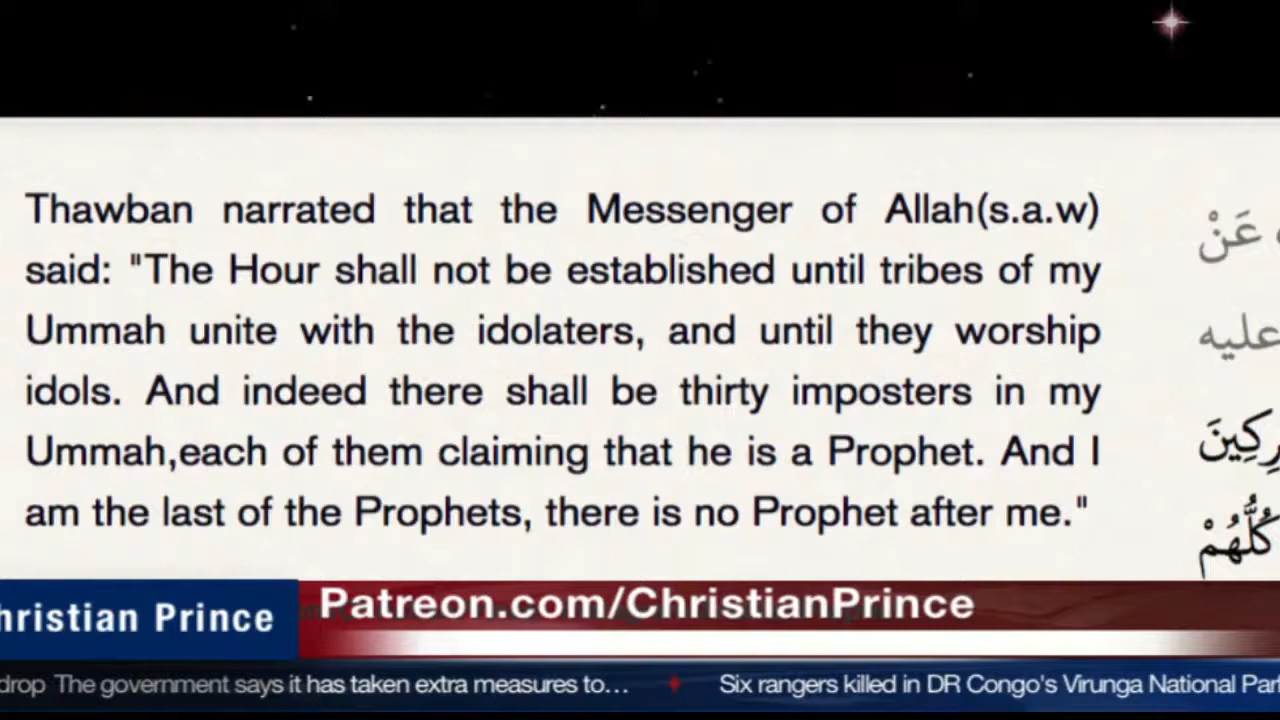 Thawban narrated that the Messenger of Allah(s.a.w)
said: "The Hour shall not be established until tribes of my
Ummah unite with the idolaters, and until they worship
idols. And indeed there shall be thirty imposters in my
Ummah,each of them claiming that he is a Prophet. And I
am the last of the Prophets, there is no Prophet after me."
عَنْ
عليه
كُلُّهُمْ
hristian Prince
Patreon.com/ChristianPrince
drop The government says it has taken extra measures to…
Six rangers killed in DR Congo's Virunga National Par